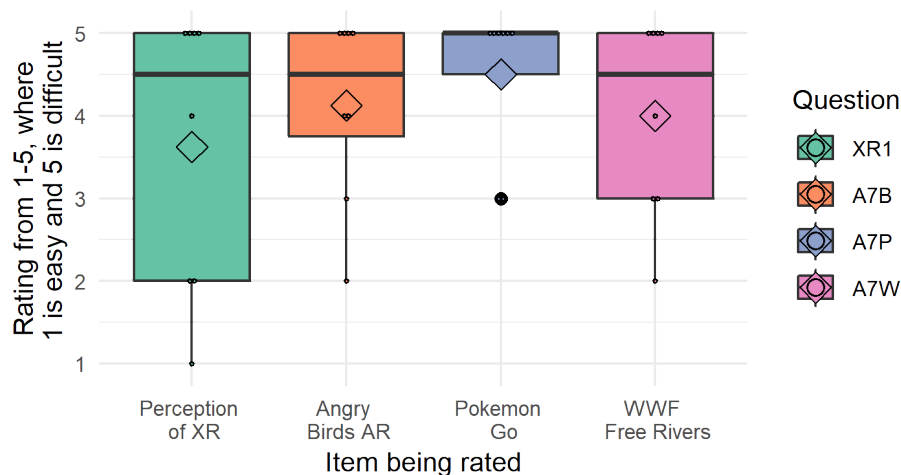 Rating from 1-5, where
1 is easy and 5 is difficult
5
4
3
2
1
Perception
of XR
Angry
Birds AR
Pokemon
Go
WWF
Free Rivers
Item being rated
Question
XR1
A7B
A7P
A7W